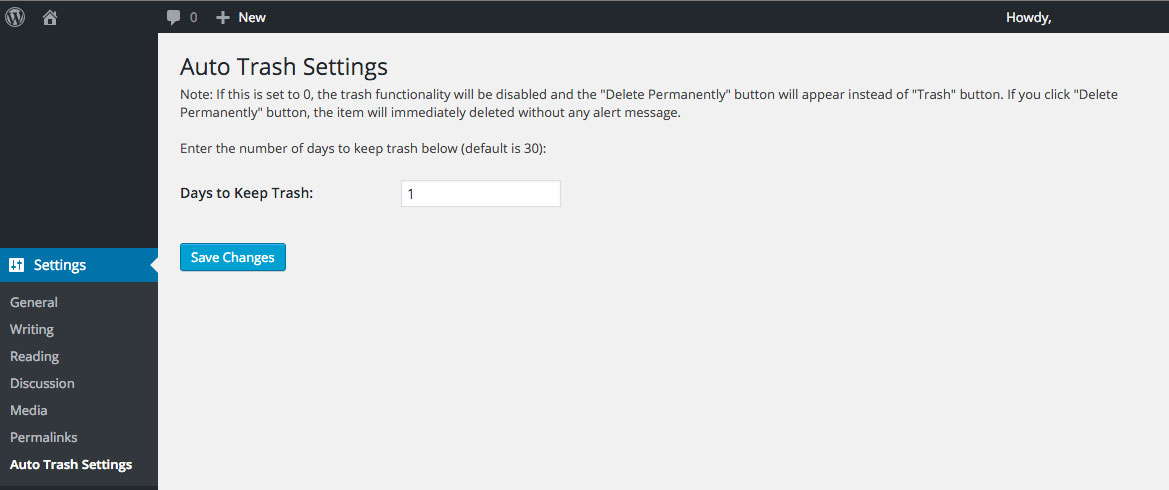 0 New Howdy,
Auto Trash Settings
Note: If this is set to 0, the trash functionality will be disabled and the "Delete Permanently" button will appear instead of "Trash" button. If you click "Delete
Permanently" button, the item will immediately deleted without any alert message.
Enter the number of days to keep trash below (default is 30):
Days to Keep Trash: 1
Save Changes
Settings
General
Writing
Reading
Discussion
Media
Permalinks
Auto Trash Settings